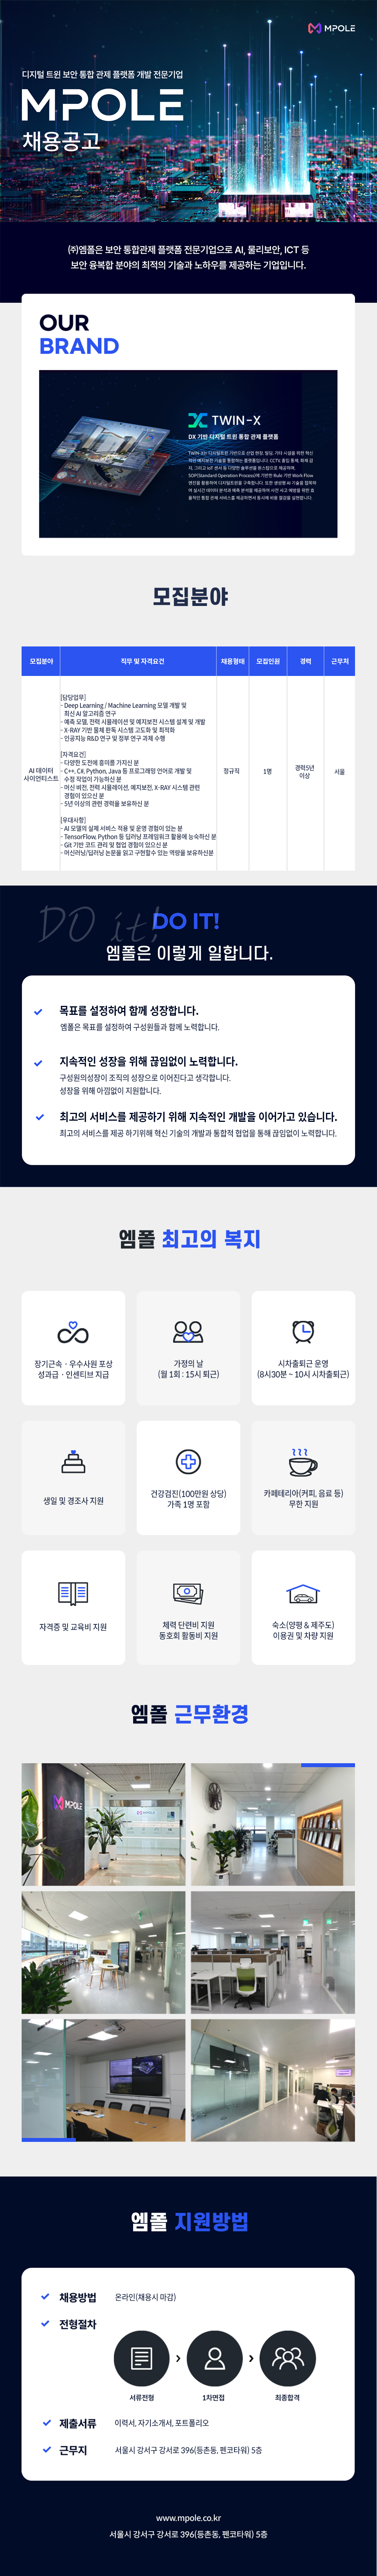 MPOLE
디지털 트윈 보안 통합 관제 플랫폼 개발 전문기업
MPOLE
채용공고
㈜엠폴은 보안 통합관제 플랫폼 전문기업으로 AI, 물리보안, ICT 등
보안 융복합 분야의 최적의 기술과 노하우를 제공하는 기업입니다.
OUR
BRAND
TWIN-X
DX 기반 디지털 트윈 통합 관제 플랫폼
모집분야
모집분야 직무 및 자격요건 채용형태 모집인원 경력 근무처
AI 데이터
사이언티스트
[담당업무]
- Deep Learning / Machine Learning 모델 개발 및
최신 AI 알고리즘 연구
- 예측 모델, 전력 시뮬레이션 및 예지보전 시스템 설계 및 개발
- X-RAY 기반 물체 판독 시스템 고도화 및 최적화
- 인공지능 R&D 연구 및 정부 연구 과제 수행
[자격요건]
- 다양한 도전에 흥미를 가자신 분
- C++, C#, Python, Java 등 프로그래밍 언어로 개발 및
수정 작업이 가능하신 분
- 머신 비전, 전력 시뮬레이션, 예지보전, X-RAY 시스템 관련
경험이 있으신 분
- 5년 이상의 관련 경력을 보유하신 분
[우대사항]
- AI 모델의 실제 서비스 적용 및 운영 경험이 있는 분
- TensorFlow, Python 등 딥러닝 프레임워크 활용에 능숙하신 분
- Git 기반 코드 관리 및 협업 경험이 있으신 분
- 머신러닝/딥러닝 논문을 읽고 구현할수 있는 역량을 보유하신분
정규직
1명
경력5년
이상
서울
DO it!
DO IT!
엠폴은 이렇게 일합니다.
목표를 설정하여 함께 성장합니다.
엠폴은 목표를 설정하여 구성원들과 함께 노력합니다.
지속적인 성장을 위해 끊임없이 노력합니다.
구성원의성장이 조직의 성장으로 이어진다고 생각합니다.
성장을 위해 아낌없이 지원합니다.
최고의 서비스를 제공하기 위해 지속적인 개발을 이어가고 있습니다.
최고의 서비스를 제공 하기위해 혁신 기술의 개발과 통합적 협업을 통해 끊임없이 노력합니다.
엠폴 최고의 복지
장기근속 · 우수사원 포상
성과급 · 인센티브 지급
가정의 날
(월 1회 : 15시 퇴근)
시차출퇴근 운영
(8시30분 ~ 10시 시차출퇴근)
생일 및 경조사 지원
건강검진(100만원 상당)
가족 1명 포함
카페테리아(커피, 음료 등)
무한 지원
자격증 및 교육비 지원
체력 단련비 지원
동호회 활동비 지원
숙소(양평 & 제주도)
이용권 및 차량 지원
엠폴 근무환경
MPOLE
MPOLE
엠폴 지원방법
채용방법 온라인(채용시 마감)
전형절차
서류전형
1차면접
최종합격
제출서류 이력서, 자기소개서, 포트폴리오
근무지 서울시 강서구 강서로 396(등촌동, 펜코타워) 5층
www.mpole.co.kr
서울시 강서구 강서로 396(등촌동, 펜코타워) 5층